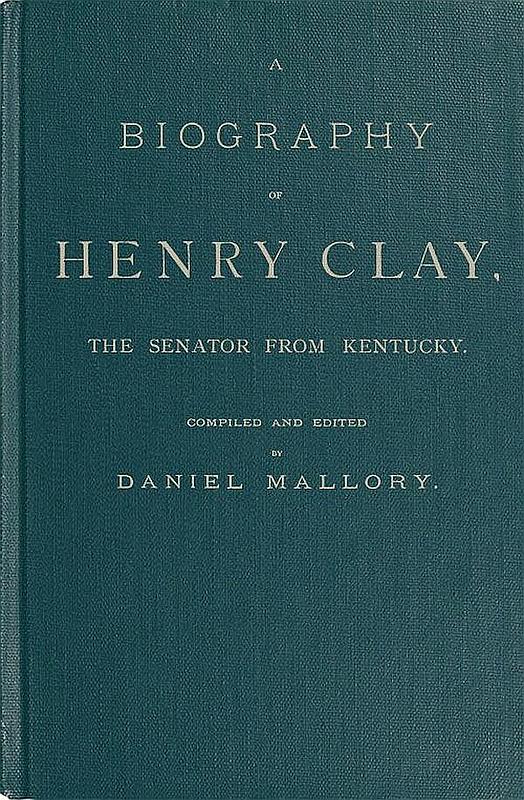 A
BIOGRAPHY
OF
HENRY CLAY,
THE SENATOR FROM KENTUCKY.
COMPILED AND EDITED
BY
DANIEL MALLORY.